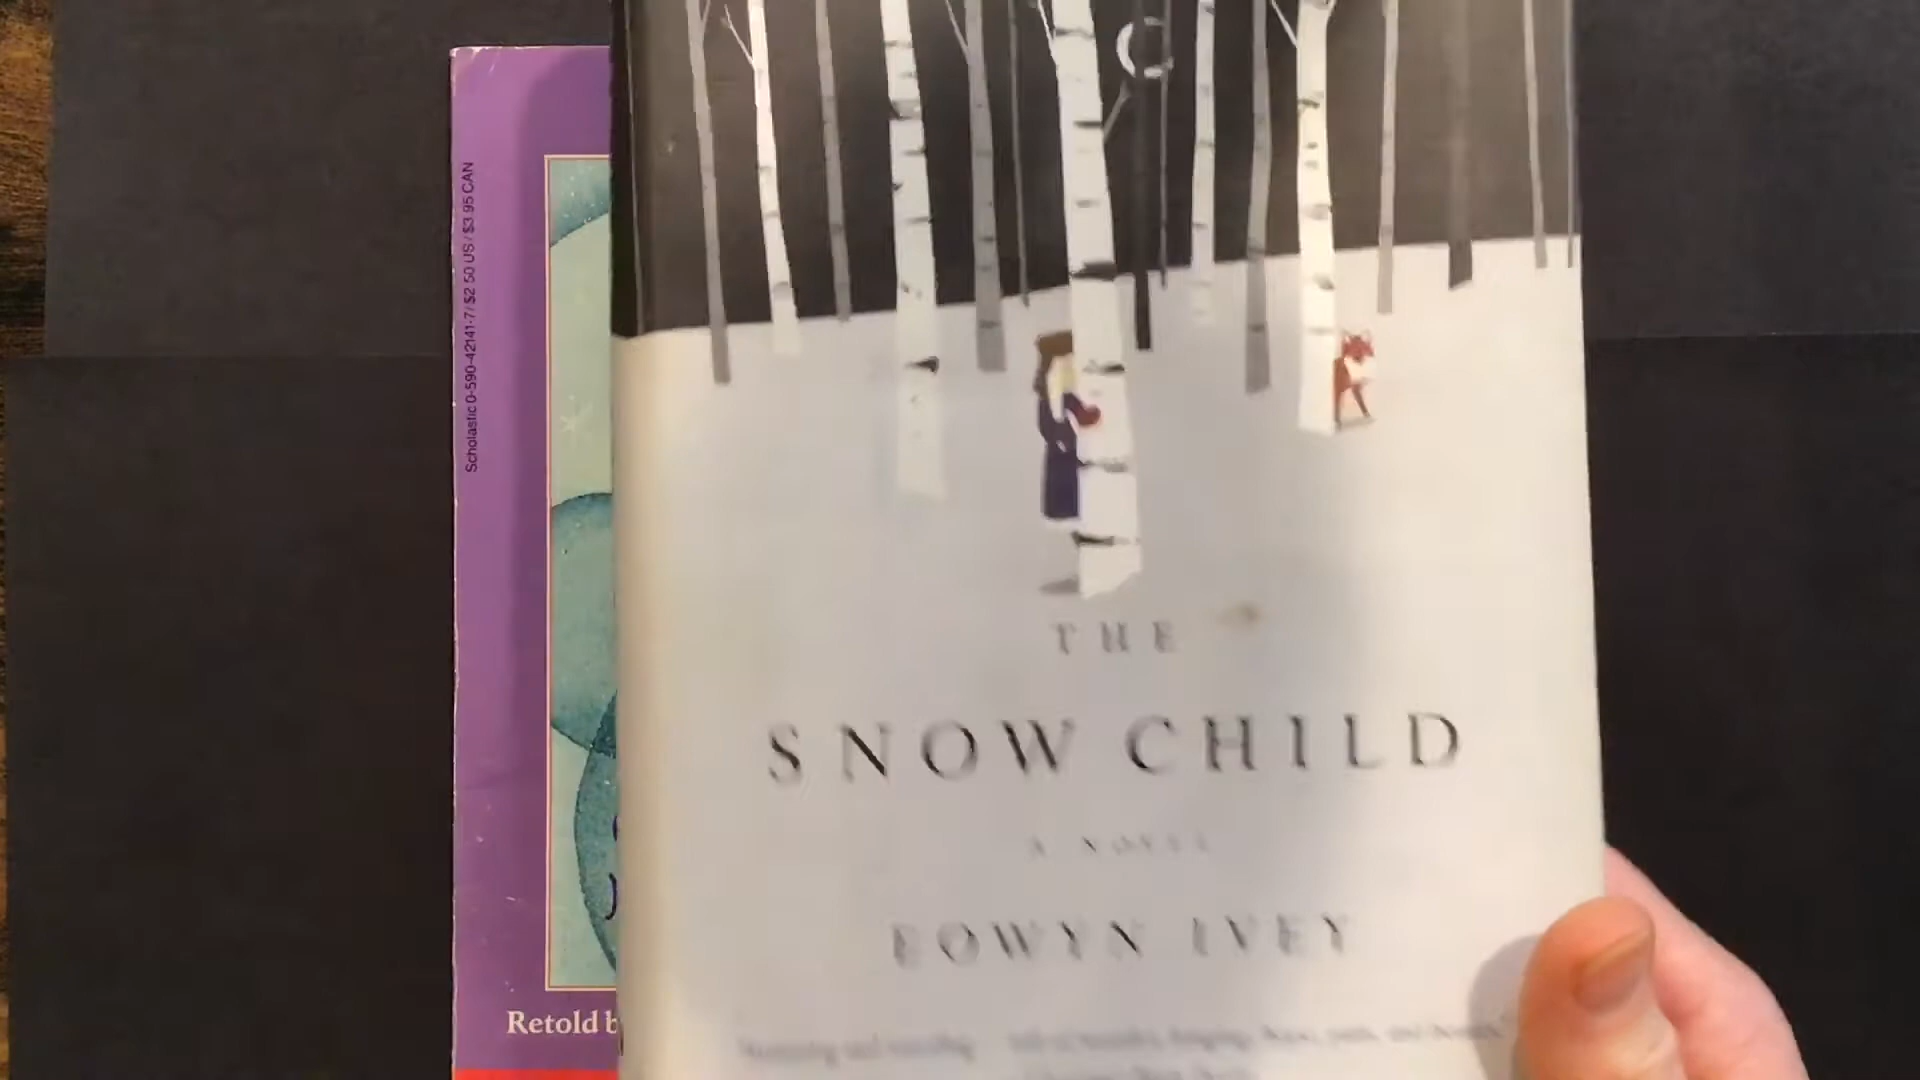 Scholastic 0-590-42141-7 / $2.50 US / $3.95 CAN
THE
SNOW CHILD
A NOVEL
EOWYN IVEY
Retold b